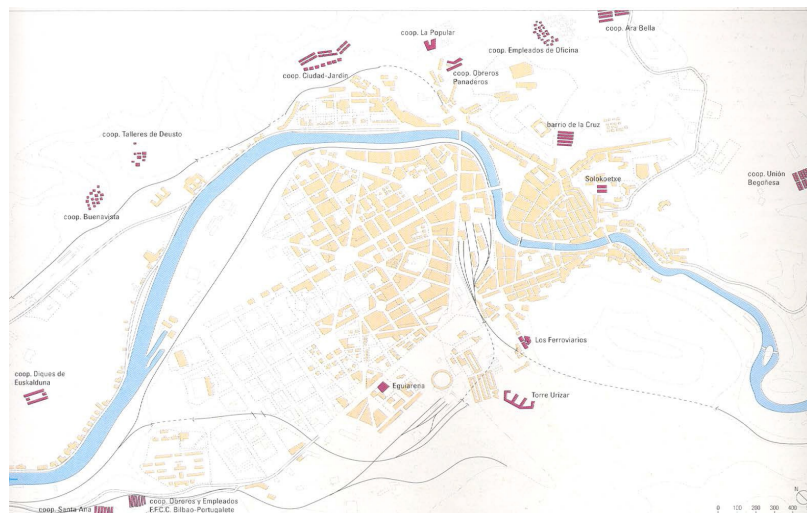 coop. La Popular
coop. Ara Bella
coop. Empleados de Oficina
coop. Ciudad-Jardín
coop. Obreros
Panaderos
barrio de la Cruz
coop. Talleres de Deusto
Solokoetxe
coop. Unión
Begoñesa
coop. Buenavista
Los Ferroviarios
coop. Diques de
Euskalduna
Eguiarena
Torre Urizar
coop. Santa Ana
coop. Obreros y Empleados
F.F.C.C. Bilbao-Portugalete
N
0 100 200 300 400